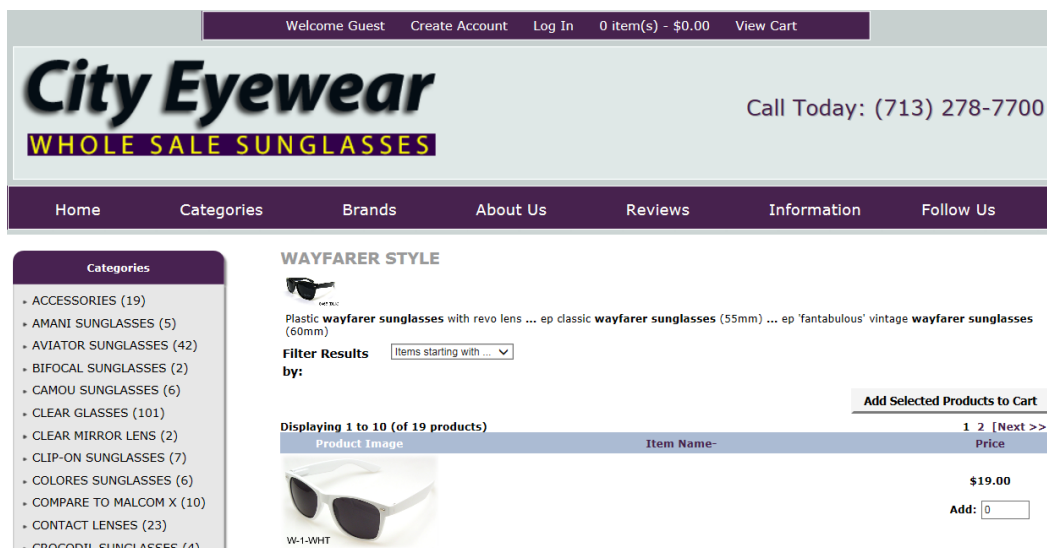 Welcome Guest Create Account Log In 0 item(s) - $0.00 View Cart
City Eyewear
WHOLE SALE SUNGLASSES
Call Today: (713) 278-7700
Home Categories Brands About Us Reviews Information Follow Us
Categories
ACCESSORIES (19)
AMANI SUNGLASSES (5)
AVIATOR SUNGLASSES (42)
BIFOCAL SUNGLASSES (2)
CAMOU SUNGLASSES (6)
CLEAR GLASSES (101)
CLEAR MIRROR LENS (2)
CLIP-ON SUNGLASSES (7)
COLORES SUNGLASSES (6)
COMPARE TO MALCOM X (10)
CONTACT LENSES (23)
CROCODIL SUNGLASSES (4)
WAYFARER STYLE
Plastic wayfarer sunglasses with revo lens ... ep classic wayfarer sunglasses (55mm) ... ep 'fantabulous' vintage wayfarer sunglasses
(60mm)
Filter Results
by:
Items starting with ...
Add Selected Products to Cart
Displaying 1 to 10 (of 19 products) 1 2 [Next >>
Product Image Item Name- Price
$19.00
Add: 0
W-1-WHT